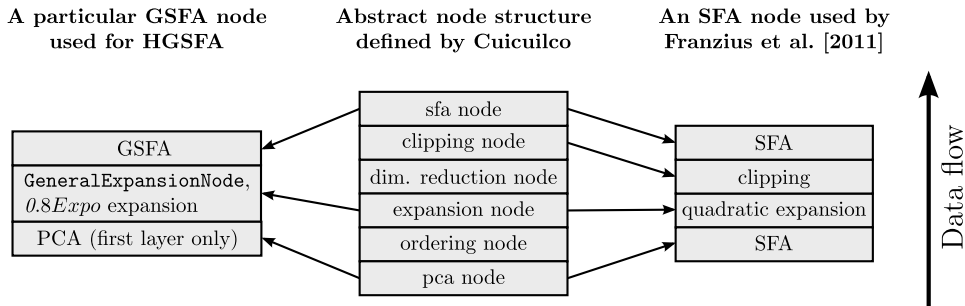 A particular GSFA node
used for HGSFA
Abstract node structure
defined by Cuicuilco
An SFA node used by
Franzius et al. [2011]
GSFA
GeneralExpansionNode,
0.8Expo expansion
PCA (first layer only)
sfa node
clipping node
dim. reduction node
expansion node
ordering node
pca node
SFA
clipping
quadratic expansion
SFA
Data flow